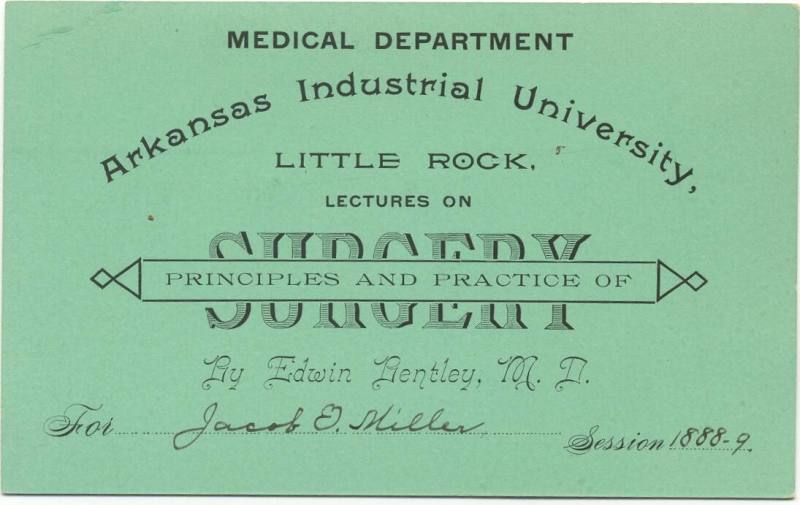 MEDICAL DEPARTMENT
Arkansas Industrial University,
LITTLE ROCK.
LECTURES ON
PRINCIPLES AND PRACTICE OF
SURGERY
By Edwin Bentley, M. D.
For Jacob E. Miller Session 1888-9.